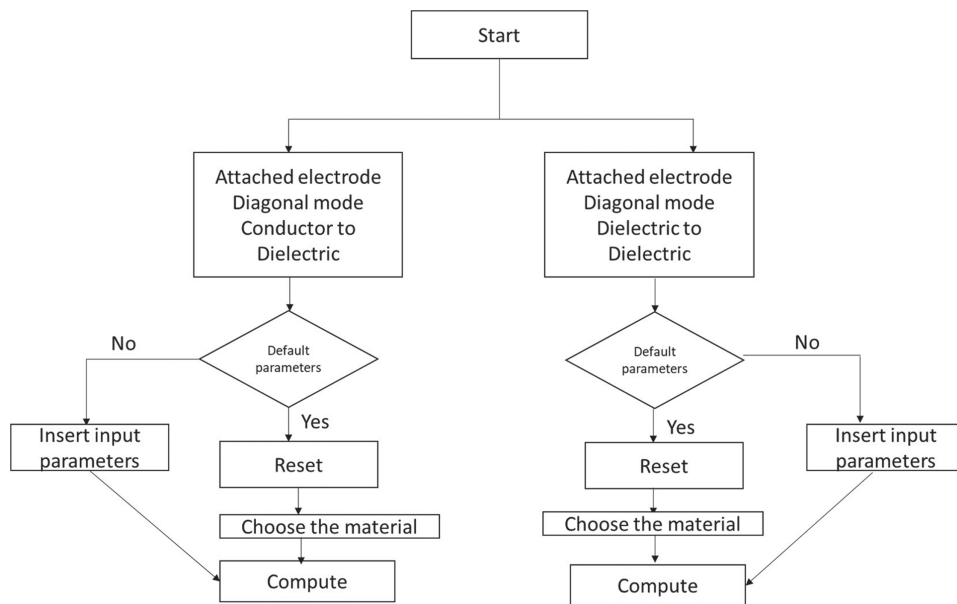 Start
Attached electrode
Diagonal mode
Conductor to
Dielectric
Attached electrode
Diagonal mode
Dielectric to
Dielectric
No
Default
parameters
Default
parameters
No
Yes
Yes
Insert input
parameters
Reset
Reset
Insert input
parameters
Choose the material
Choose the material
Compute
Compute